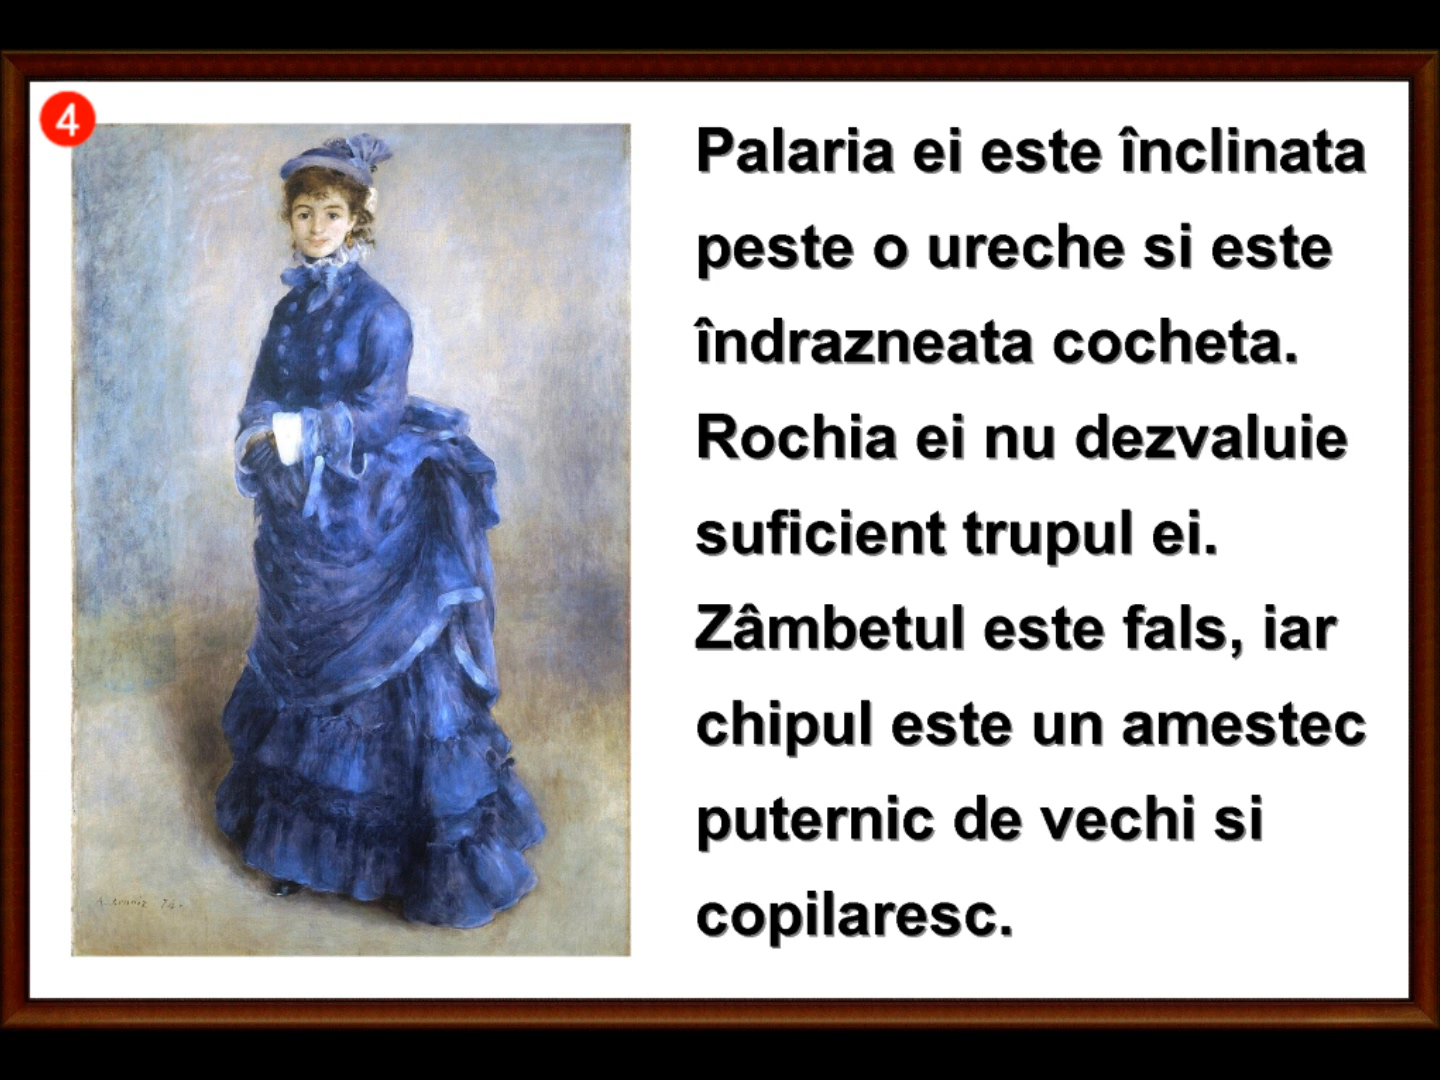 4
Palaria ei este înclinata
peste o ureche si este
îndrazneata cocheta.
Rochia ei nu dezvaluie
suficient trupul ei.
Zâmbetul este fals, iar
chipul este un amestec
puternic de vechi si
copilaresc.